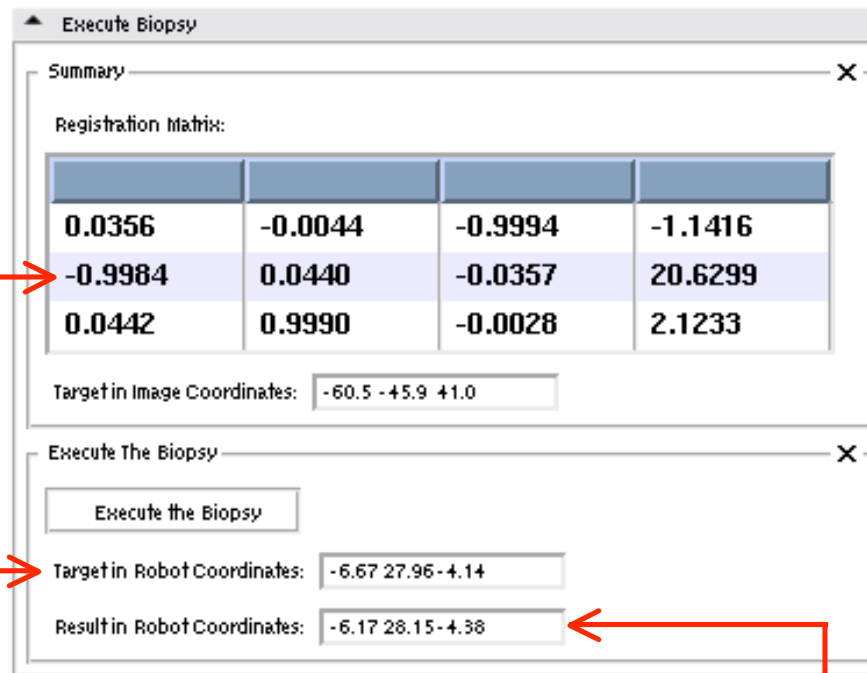 Execute Biopsy
Summary
Registration Matrix:
0.0356 -0.0044 -0.9994 -1.1416
-0.9984 0.0440 -0.0357 20.6299
0.0442 0.9990 -0.0028 2.1233
Target in Image Coordinates: -60.5 -45.9 41.0
Execute The Biopsy
Execute the Biopsy
Target in Robot Coordinates: -6.67 27.96-4.14
Result in Robot Coordinates: -6.17 28.15-4.38